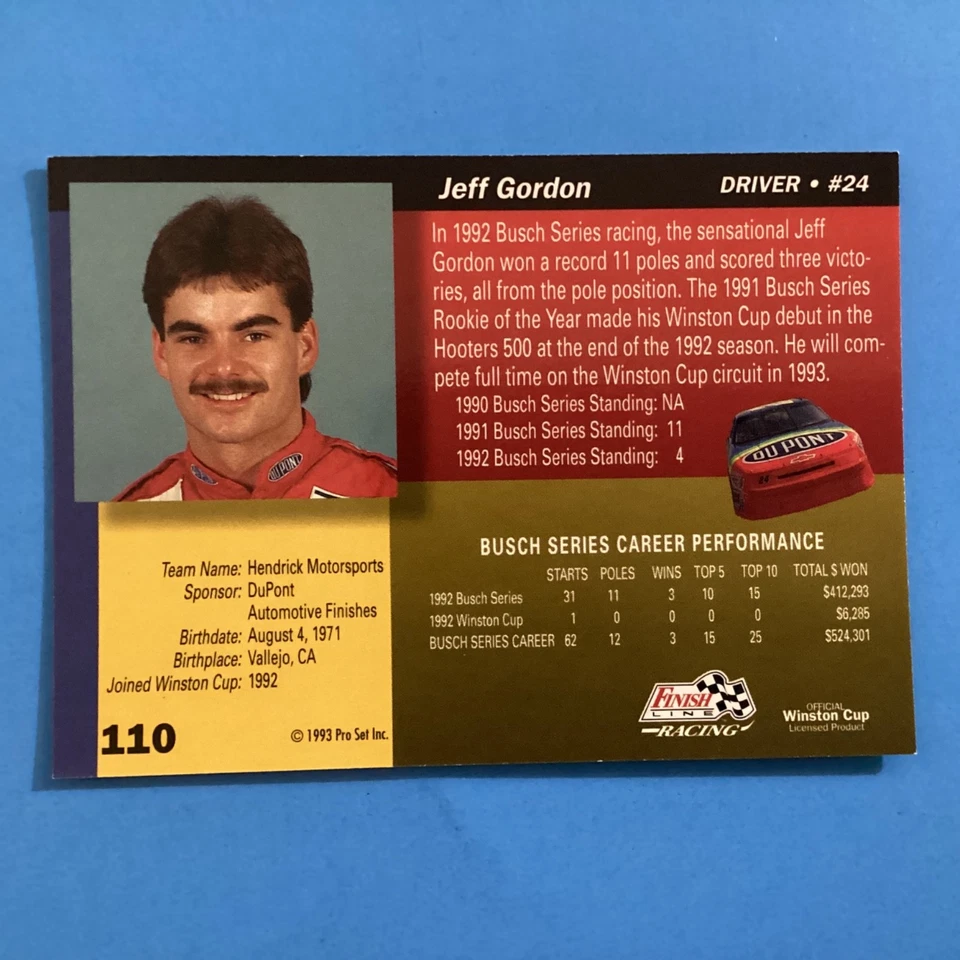 Jeff Gordon
DRIVER • #24
In 1992 Busch Series racing, the sensational Jeff
Gordon won a record 11 poles and scored three victo-
ries, all from the pole position. The 1991 Busch Series
Rookie of the Year made his Winston Cup debut in the
Hooters 500 at the end of the 1992 season. He will com-
pete full time on the Winston Cup circuit in 1993.
1990 Busch Series Standing: NA
1991 Busch Series Standing: 11
1992 Busch Series Standing: 4
DU PONT
DU PONT
24
BUSCH SERIES CAREER PERFORMANCE
STARTS POLES WINS TOP 5 TOP 10 TOTAL $ WON
1992 Busch Series 31 11 3 10 15 $412,293
1992 Winston Cup 1 0 0 0 0 $6,285
BUSCH SERIES CAREER 62 12 3 15 25 $524,301
Team Name: Hendrick Motorsports
Sponsor: DuPont
Automotive Finishes
Birthdate: August 4, 1971
Birthplace: Vallejo, CA
Joined Winston Cup: 1992
110
© 1993 Pro Set Inc.
FINISH
LINE
RACING
OFFICIAL
Winston Cup
Licensed Product